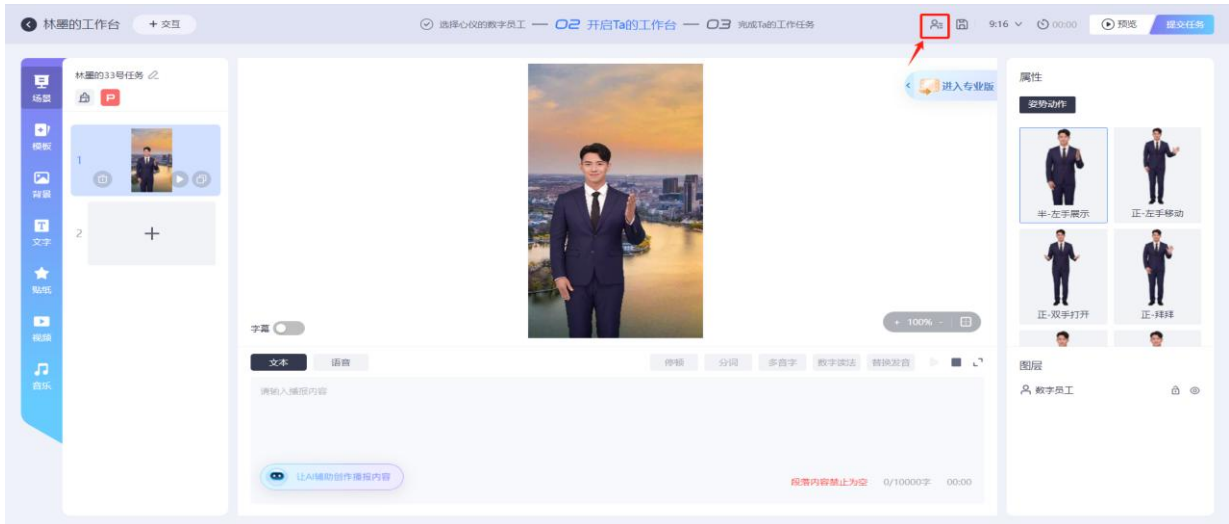 林墨的工作台 + 交互 选择心仪的数字员工 — 02 开启Ta的工作台 — 03 完成Ta的工作任务 9:16 00:00 预览 提交任务
场景
模板
背景
文字
贴纸
视频
音乐
林墨的33号任务
P
1
2
进入专业版
字幕
+ 100% -
文本 语音 停顿 分词 多音字 数字读法 替换发音
请输入播报内容
让AI辅助创作播报内容
段落内容禁止为空 0/10000字 00:00
属性
姿势动作
半-左手展示 正-左手移动
正-双手打开 正-拜拜
图层
数字员工